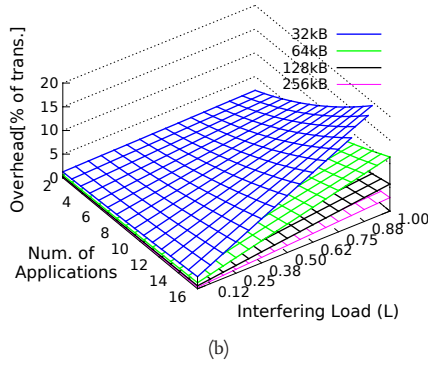 32kB
64kB
128kB
256kB
Overhead[% of trans.]
20
15
10
5
0
2
4
6
8
10
12
14
16
Num. of
Applications
0.12
0.25
0.38
0.50
0.62
0.75
0.88
1.00
Interfering Load (L)
(b)